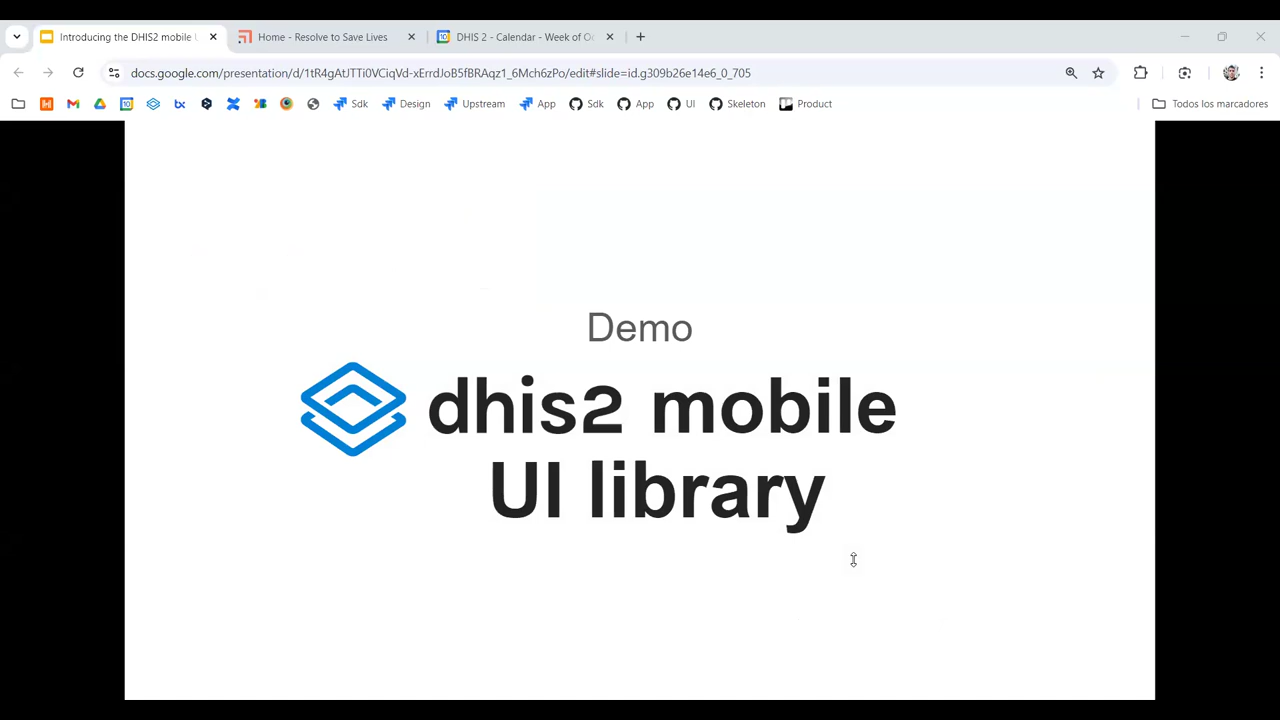 Introducing the DHIS2 mobile U
Home - Resolve to Save Lives
DHIS 2 - Calendar - Week of Oc
docs.google.com/presentation/d/1tR4gAtJTTi0VCiqVd-xErrdJoB5fBRAqz1_6Mch6zPo/edit#slide=id.g309b26e14e6_0_705
Sdk
Design
Upstream
App
Sdk
App
UI
Skeleton
Product
Todos los marcadores
Demo
dhis2 mobile
UI library